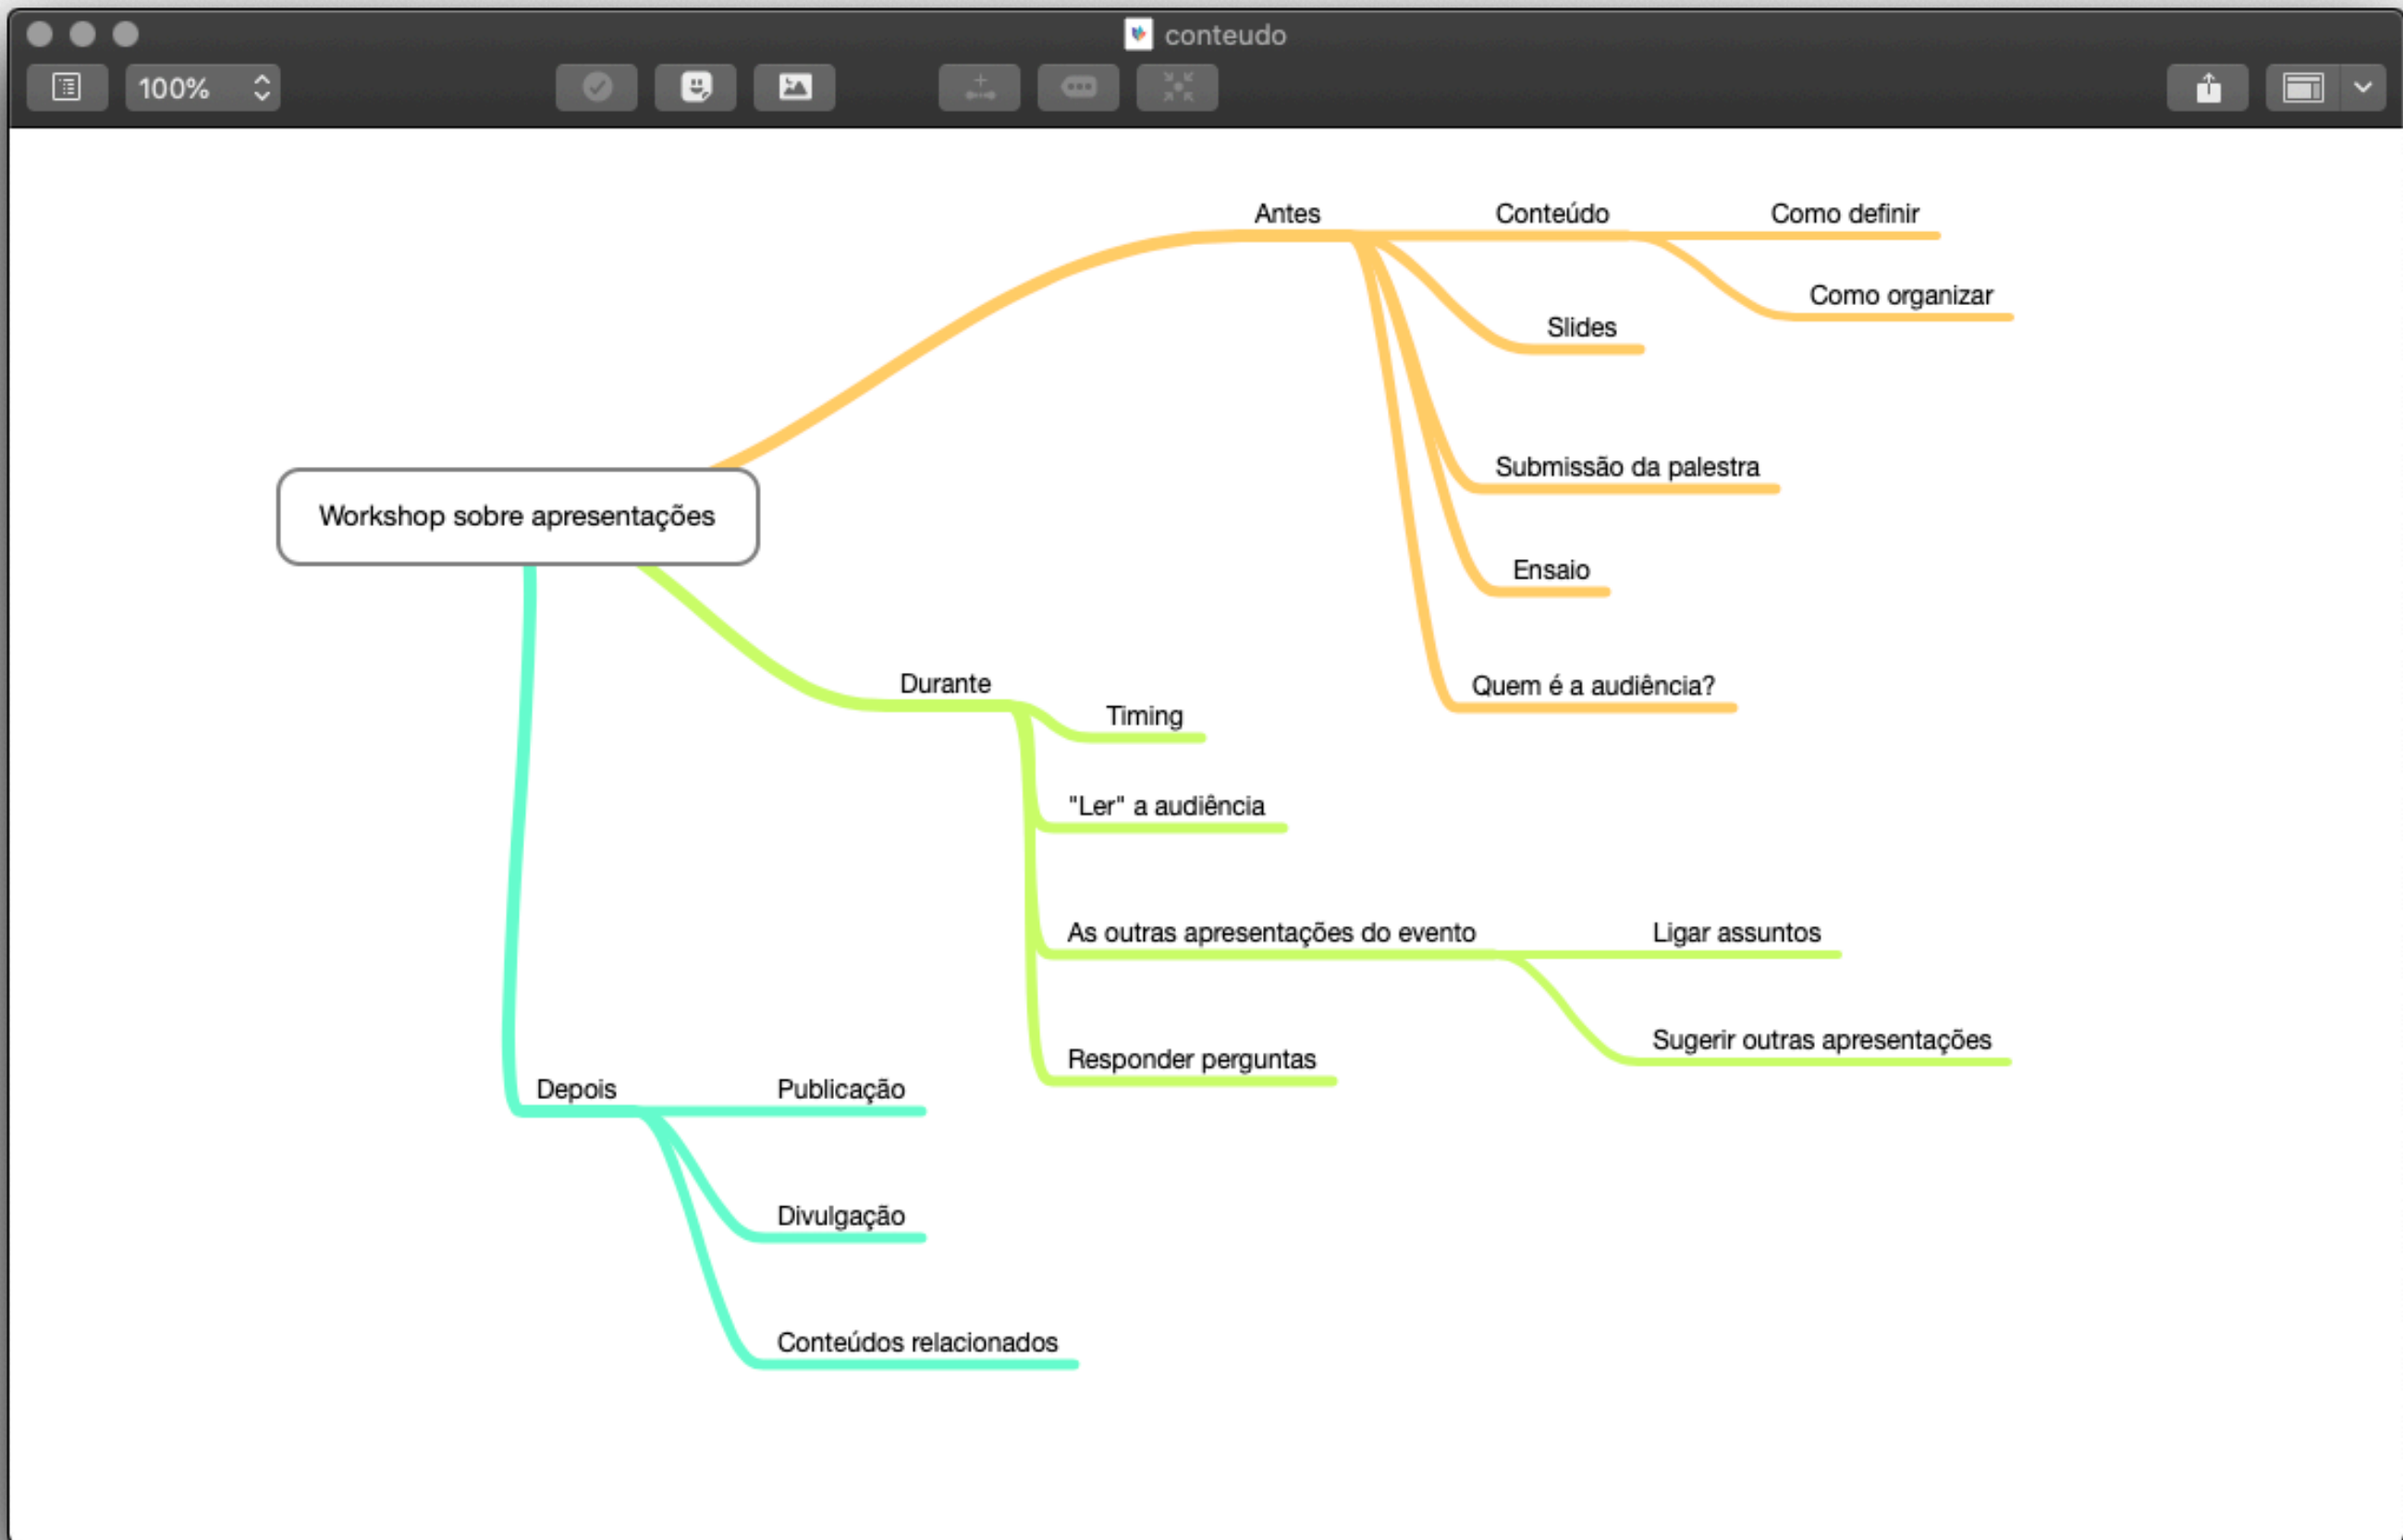 conteudo
100%
Antes
Conteúdo
Como definir
Como organizar
Slides
Submissão da palestra
Ensaio
Quem é a audiência?
Workshop sobre apresentações
Durante
Timing
"Ler" a audiência
As outras apresentações do evento
Ligar assuntos
Sugerir outras apresentações
Responder perguntas
Depois
Publicação
Divulgação
Conteúdos relacionados